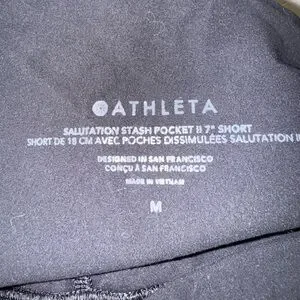 ATHLETA
SALUTATION STASH POCKET II 7" SHORT
SHORT DE 18 CM AVEC POCHES DISSIMULÉES SALUTATION II
DESIGNED IN SAN FRANCISCO
CONÇU À SAN FRANCISCO
MADE IN VIETNAM
M